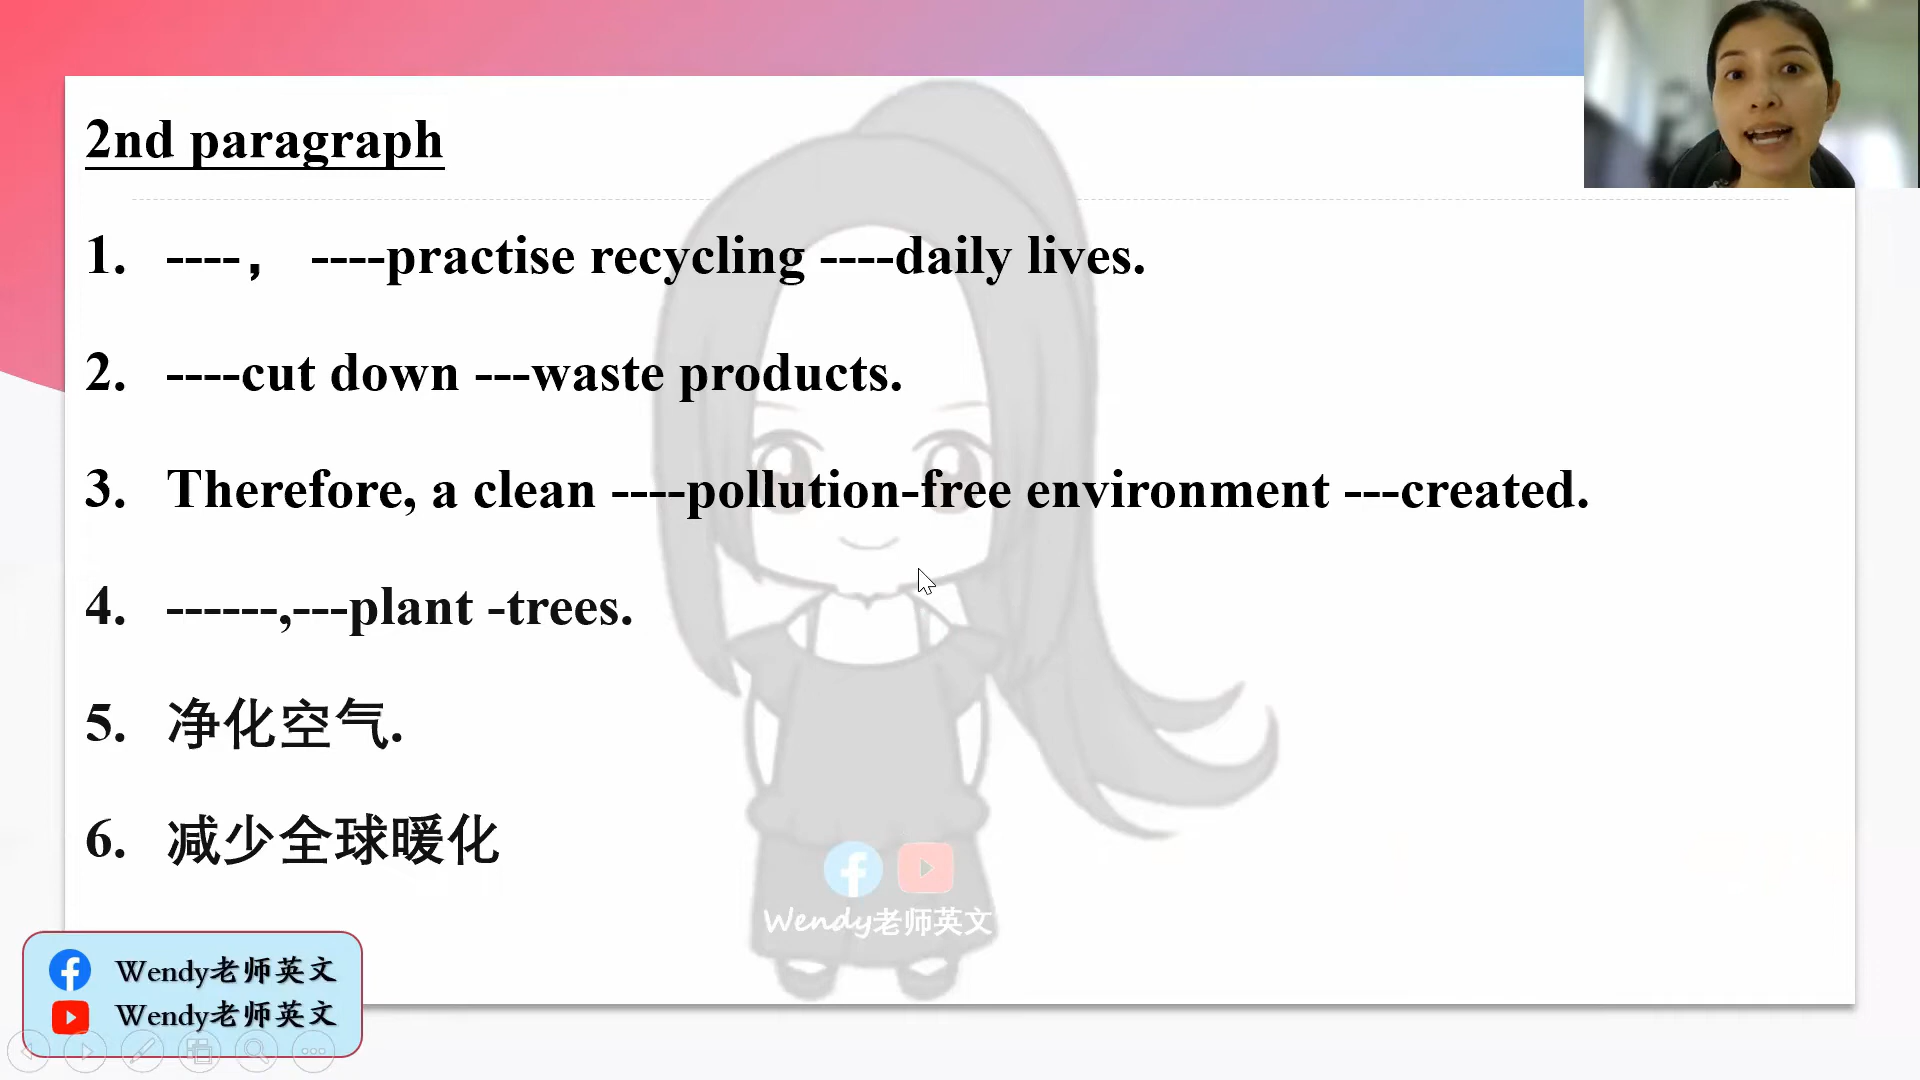 2nd paragraph
1. ----， ----practise recycling ----daily lives.
2. ----cut down ---waste products.
3. Therefore, a clean ----pollution-free environment ---created.
4. ------,---plant -trees.
5. 净化空气.
6. 减少全球暖化
Wendy老师英文
Wendy老师英文
Wendy老师英文